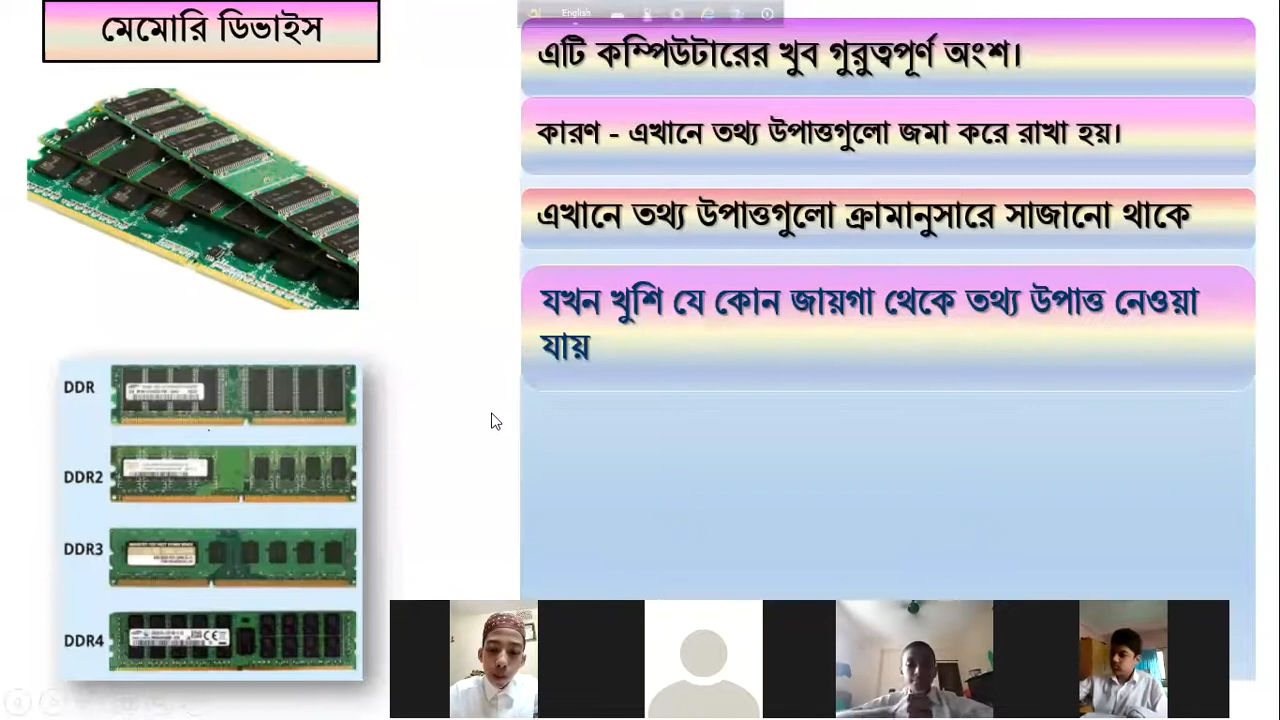 মেমোরি ডিভাইস
English
এটি কম্পিউটারের খুব গুরুত্বপূর্ণ অংশ।
কারণ - এখানে তথ্য উপাত্তগুলো জমা করে রাখা হয়।
এখানে তথ্য উপাত্তগুলো ক্রামানুসারে সাজানো থাকে
যখন খুশি যে কোন জায়গা থেকে তথ্য উপাত্ত নেওয়া
যায়
DDR
DDR2
DDR3
DDR4